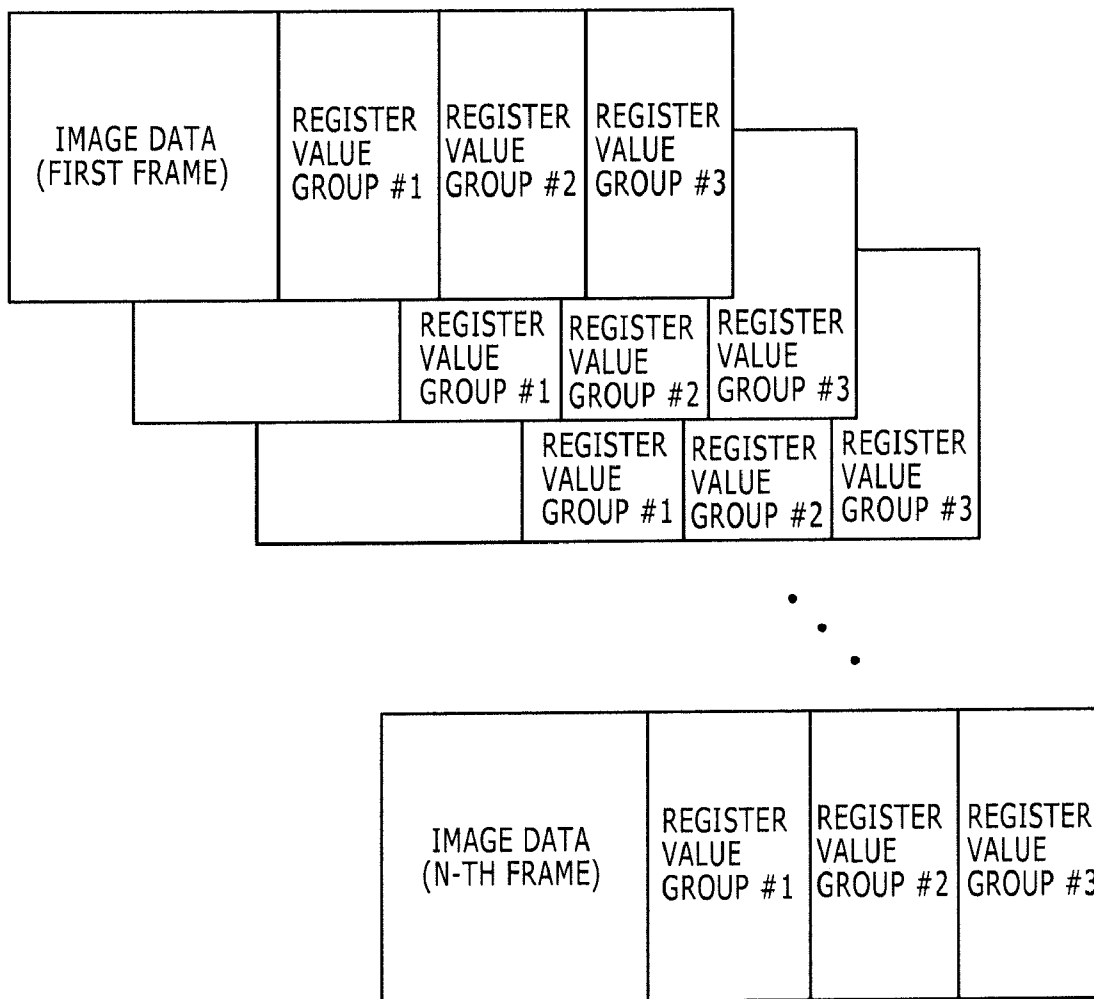 IMAGE DATA
(FIRST FRAME)
REGISTER
VALUE
GROUP #1
REGISTER
VALUE
GROUP #2
REGISTER
VALUE
GROUP #3
REGISTER
VALUE
GROUP #1
REGISTER
VALUE
GROUP #2
REGISTER
VALUE
GROUP #3
REGISTER
VALUE
GROUP #1
REGISTER
VALUE
GROUP #2
REGISTER
VALUE
GROUP #3
IMAGE DATA
(N-TH FRAME)
REGISTER
VALUE
GROUP #1
REGISTER
VALUE
GROUP #2
REGISTER
VALUE
GROUP #3